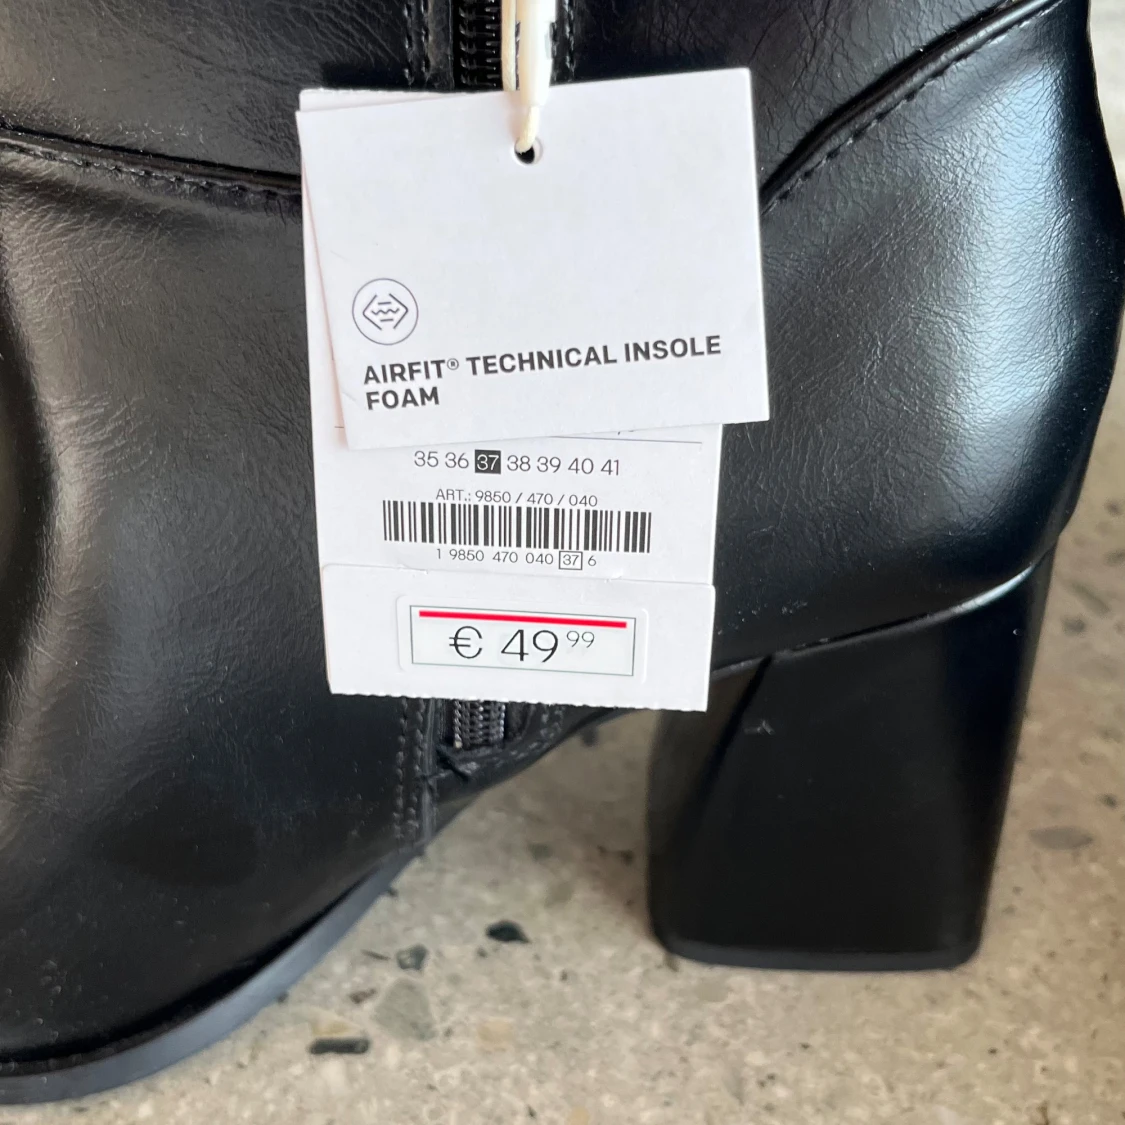 AIRFIT® TECHNICAL INSOLE
FOAM
35 36 37 38 39 40 41
ART.: 9850 / 470 / 040
1 9850 470 040 37 6
€ 49 99